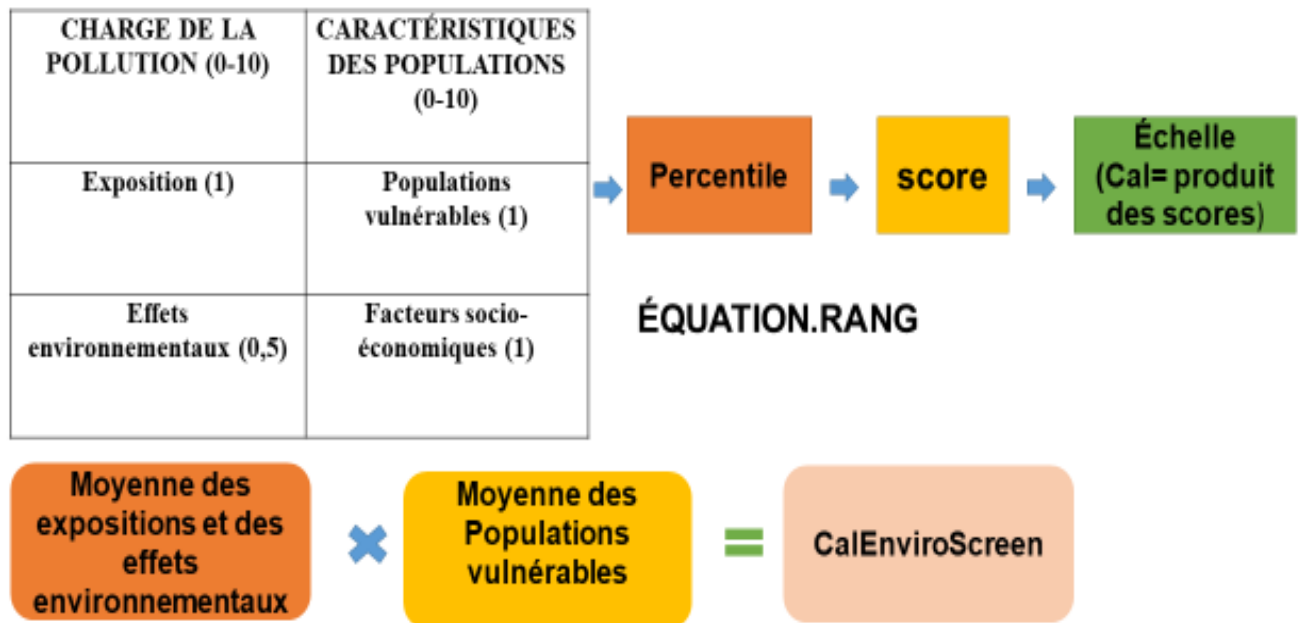 CHARGE DE LA
POLLUTION (0-10)
CARACTÉRISTIQUES
DES POPULATIONS
(0-10)
Exposition (1)
Populations
vulnérables (1)
Effets
environnementaux (0,5)
Facteurs socio-
économiques (1)
Percentile
score
Échelle
(Cal= produit
des scores)
ÉQUATION.RANG
Moyenne des
expositions et des
effets
environnementaux
Moyenne des
Populations
vulnérables
CalEnviroScreen